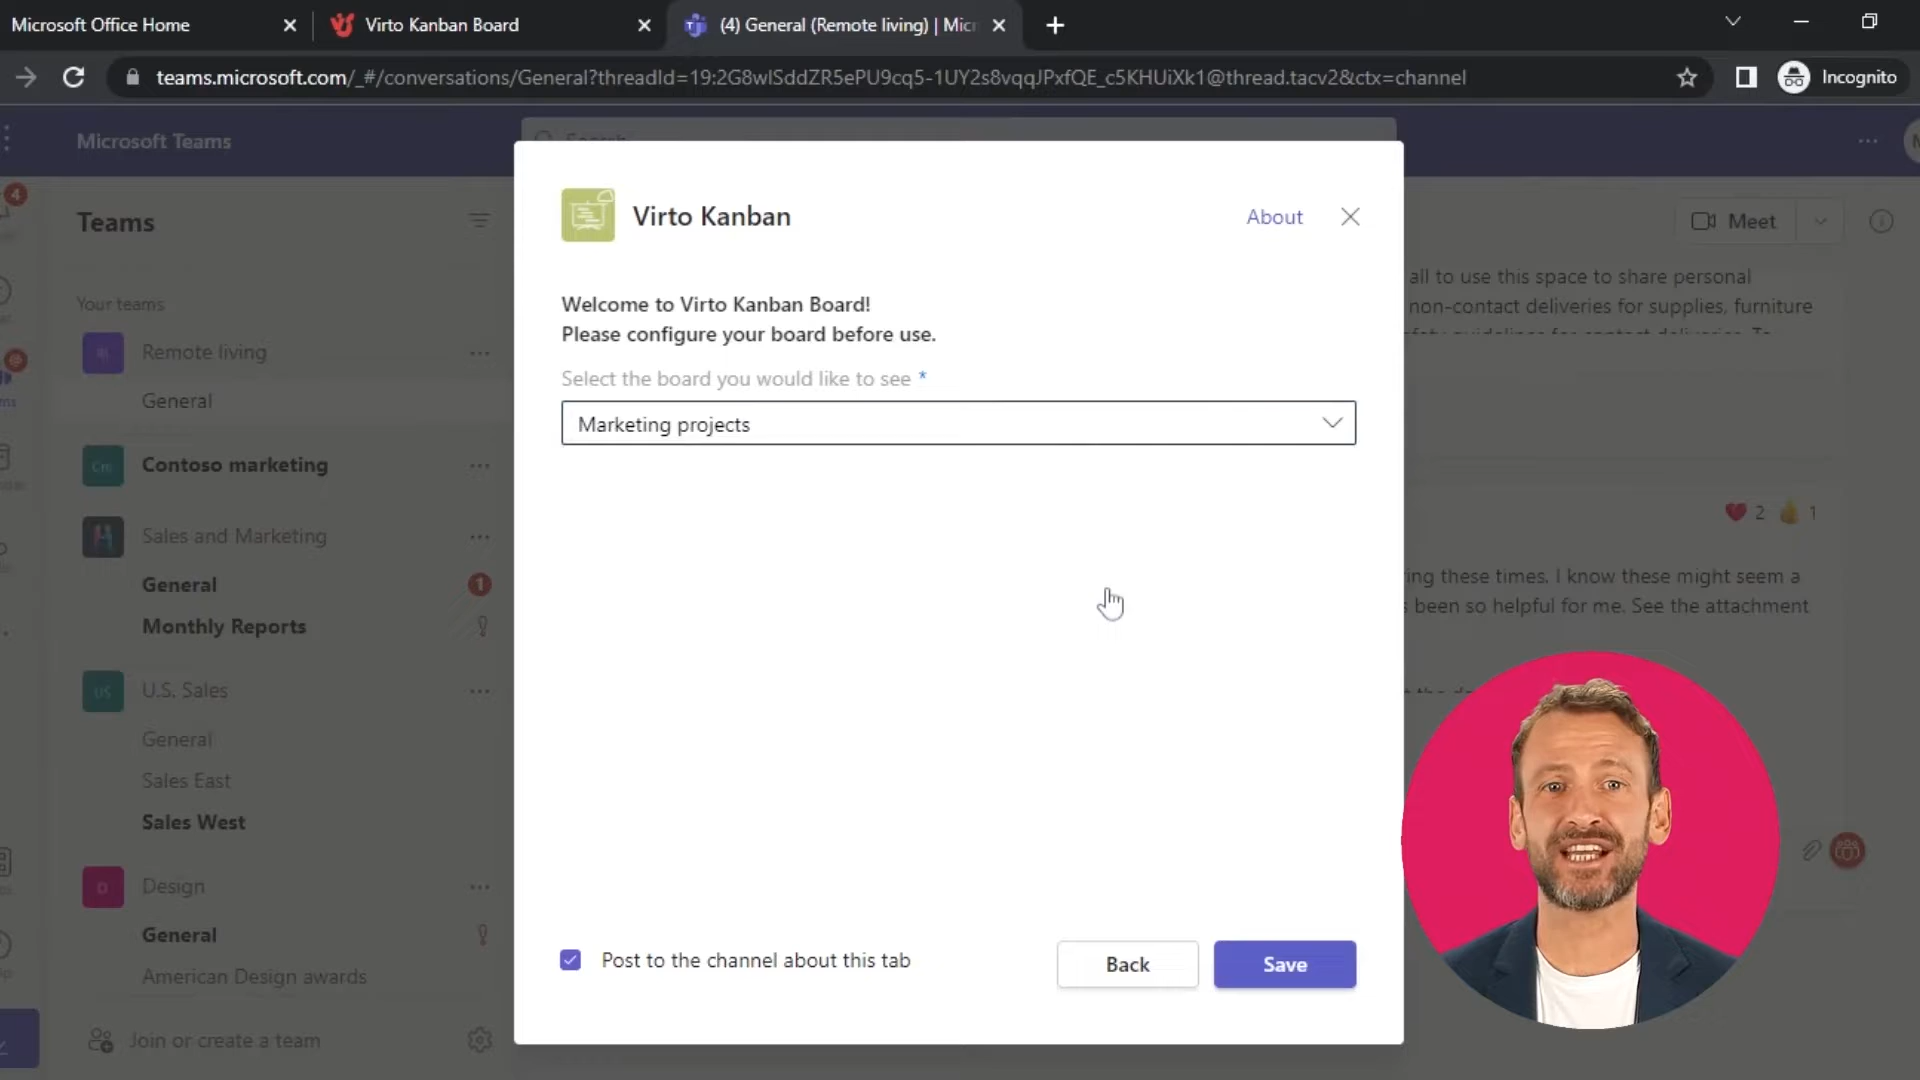 Microsoft Office Home
Virto Kanban Board
(4) General (Remote living) | Mic
teams.microsoft.com/_#/conversations/General?threadId=19:2G8wlSddZR5ePU9cq5-1UY2s8vqqJPxfQE_c5KHUiXk1@thread.tacv2&ctx=channel
Incognito
Microsoft Teams
Search
4
Teams
Meet
Your teams
Remote living
General
Contoso marketing
Sales and Marketing
General
1
Monthly Reports
U.S. Sales
General
Sales East
Sales West
Design
General
American Design awards
Join or create a team
Virto Kanban
About
Welcome to Virto Kanban Board!
Please configure your board before use.
Select the board you would like to see *
Marketing projects
Post to the channel about this tab
Back
Save
all to use this space to share personal
non-contact deliveries for supplies, furniture
2
1
these times. I know these might seem a
been so helpful for me. See the attachment